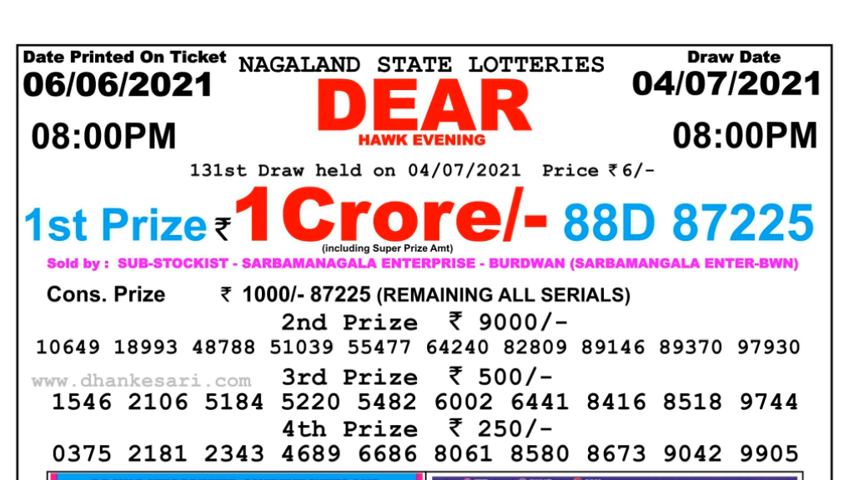 Date Printed On Ticket NAGALAND STATE LOTTERIES Draw Date
06/06/2021 DEAR 04/07/2021
08:00PM HAWK EVENING 08:00PM
131st Draw held on 04/07/2021 Price ₹ 6/-
1st Prize ₹ 1Crore/- 88D 87225
(including Super Prize Amt)
Sold by : SUB-STOCKIST - SARBAMANAGALA ENTERPRISE - BURDWAN (SARBAMANGALA ENTER-BWN)
Cons. Prize ₹ 1000/- 87225 (REMAINING ALL SERIALS)
2nd Prize ₹ 9000/-
10649 18993 48788 51039 55477 64240 82809 89146 89370 97930
www.dhankesari.com 3rd Prize ₹ 500/-
1546 2106 5184 5220 5482 6002 6441 8416 8518 9744
4th Prize ₹ 250/-
0375 2181 2343 4689 6686 8061 8580 8673 9042 9905